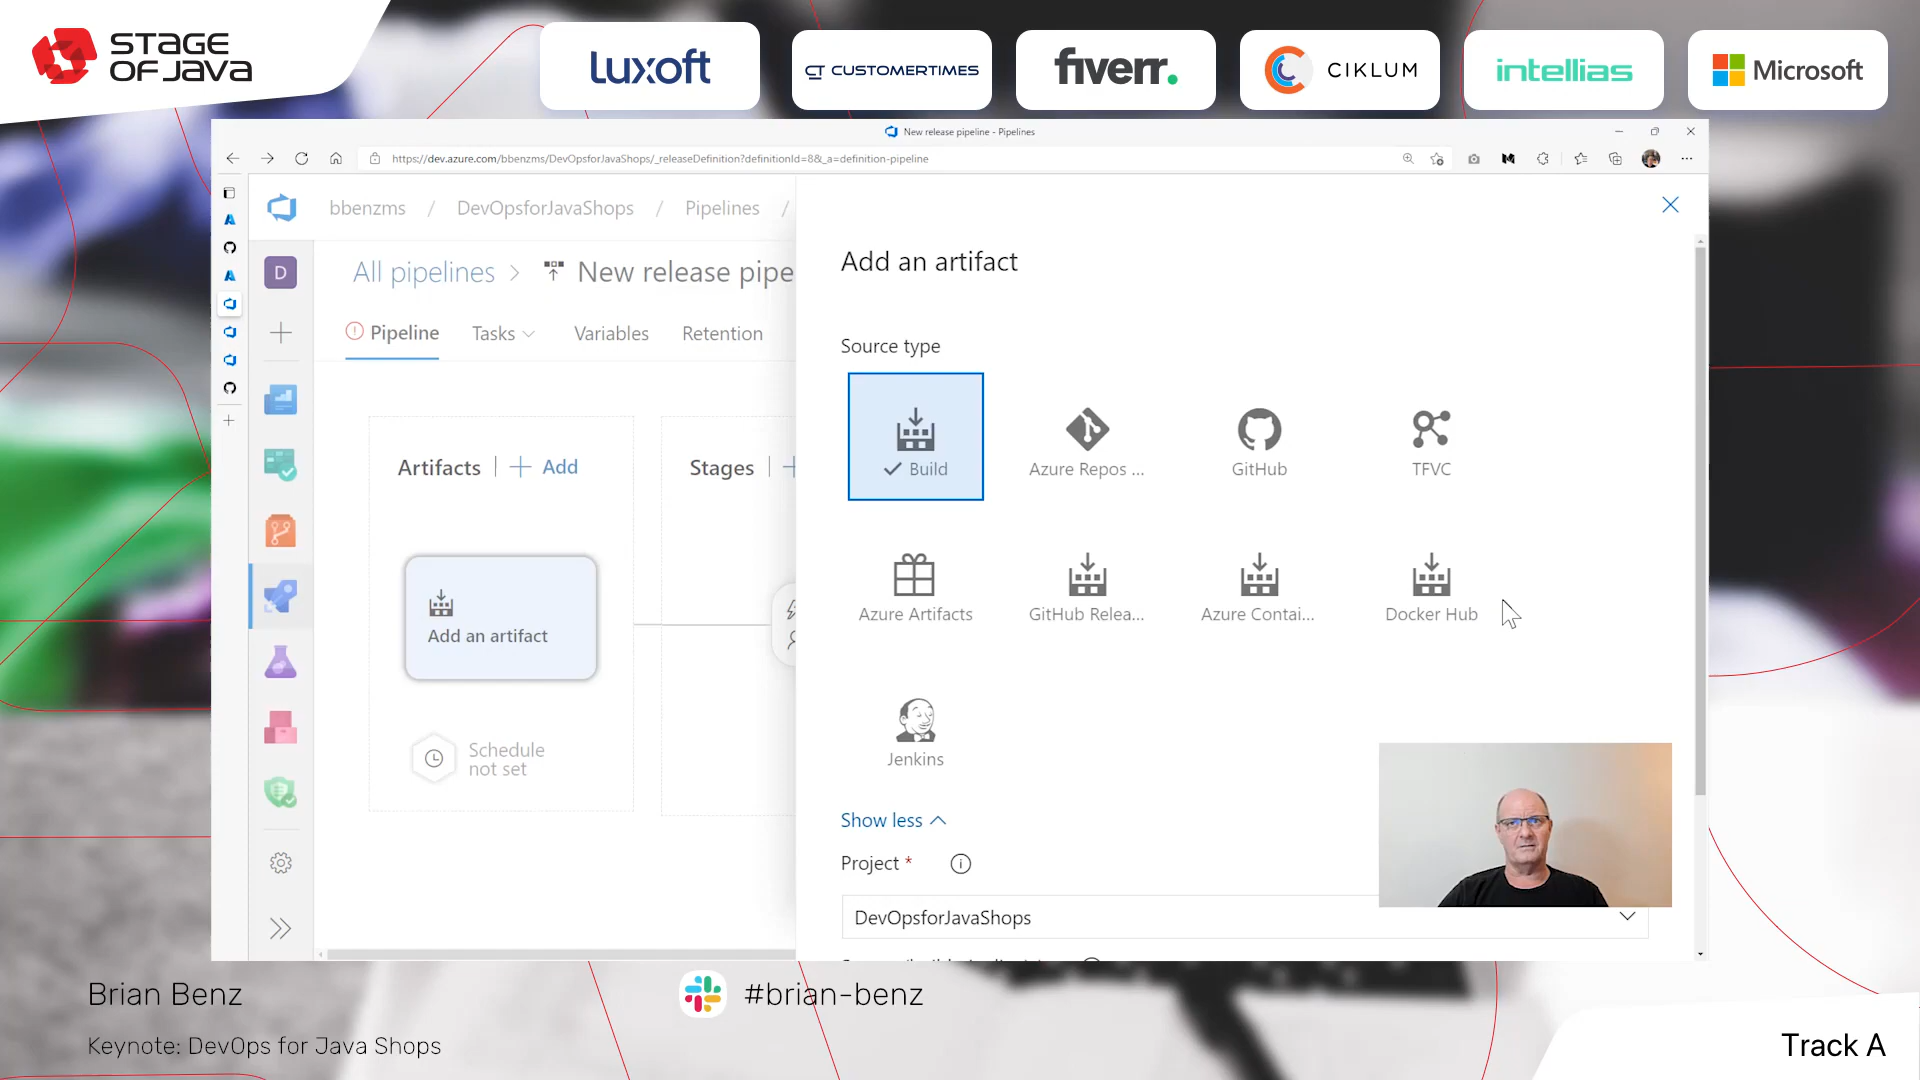 STAGE
OF JAVA
luxoft
CT CUSTOMERTIMES
fiverr.
CIKLUM
intellias
Microsoft
New release pipeline - Pipelines
https://dev.azure.com/bbenzms/DevOpsforJavaShops/_releaseDefinition?definitionId=8&_a=definition-pipeline
bbenzms / DevOpsforJavaShops / Pipelines /
D
All pipelines > New release pipe
Pipeline Tasks Variables Retention
Artifacts | + Add
Stages | +
Add an artifact
Schedule
not set
Add an artifact
Source type
Build
Azure Repos ...
GitHub
TFVC
Azure Artifacts
GitHub Relea...
Azure Contai...
Docker Hub
Jenkins
Show less
Project *
DevOpsforJavaShops
Brian Benz
#brian-benz
Keynote: DevOps for Java Shops
Track A